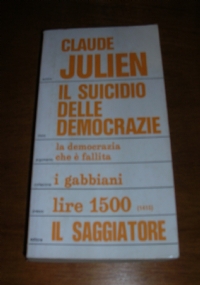 CLAUDE
JULIEN
IL SUICIDIO
DELLE
DEMOCRAZIE
la democrazia
che è fallita
i gabbiani
lire 1500
IL SAGGIATORE